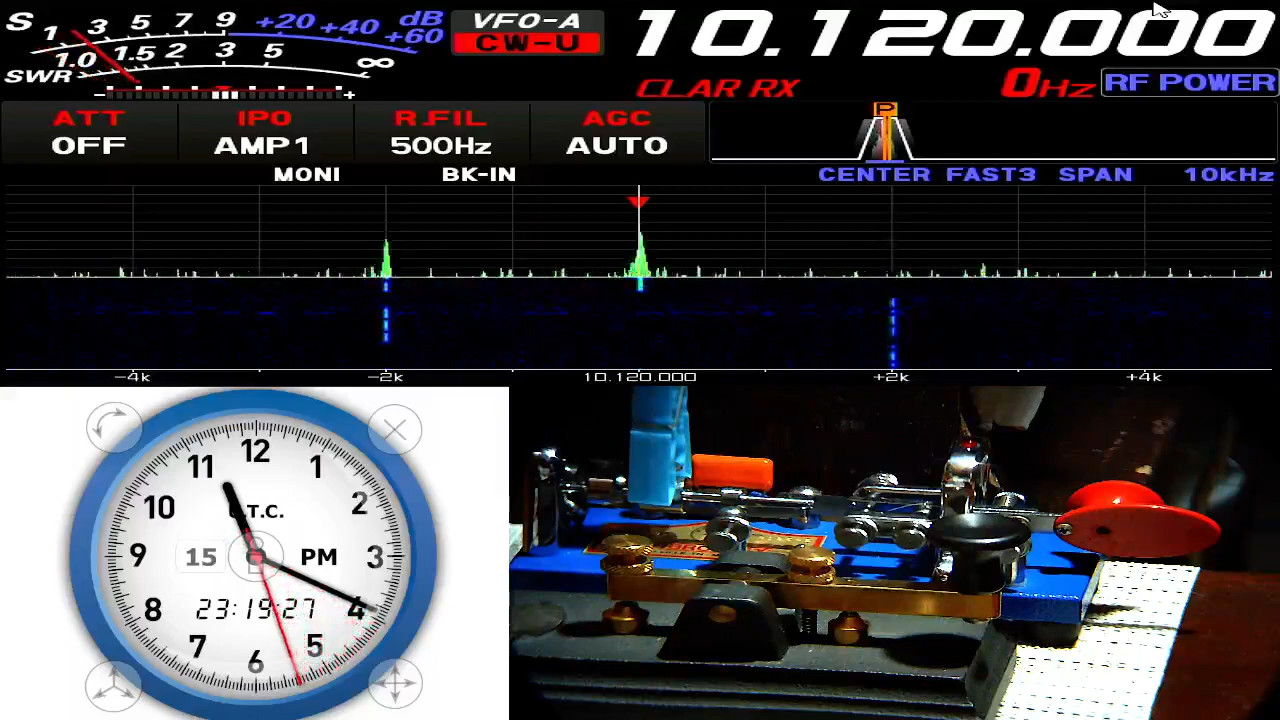 S 1 3 5 7 9 +20 +40 +60 dB
1.0 1.5 2 3 5 ∞
SWR
− +
VFO-A
CW-U
10.120.000
CLAR RX 0Hz RF POWER
ATT IPO R.FIL AGC
OFF AMP1 500Hz AUTO
P
MONI BK-IN
CENTER FAST3 SPAN 10kHz
-4k -2k 10.120.000 +2k +4k
12
11 1
10 2
.T.C.
9 15 PM 3
23:19:27
8 4
7 5
6